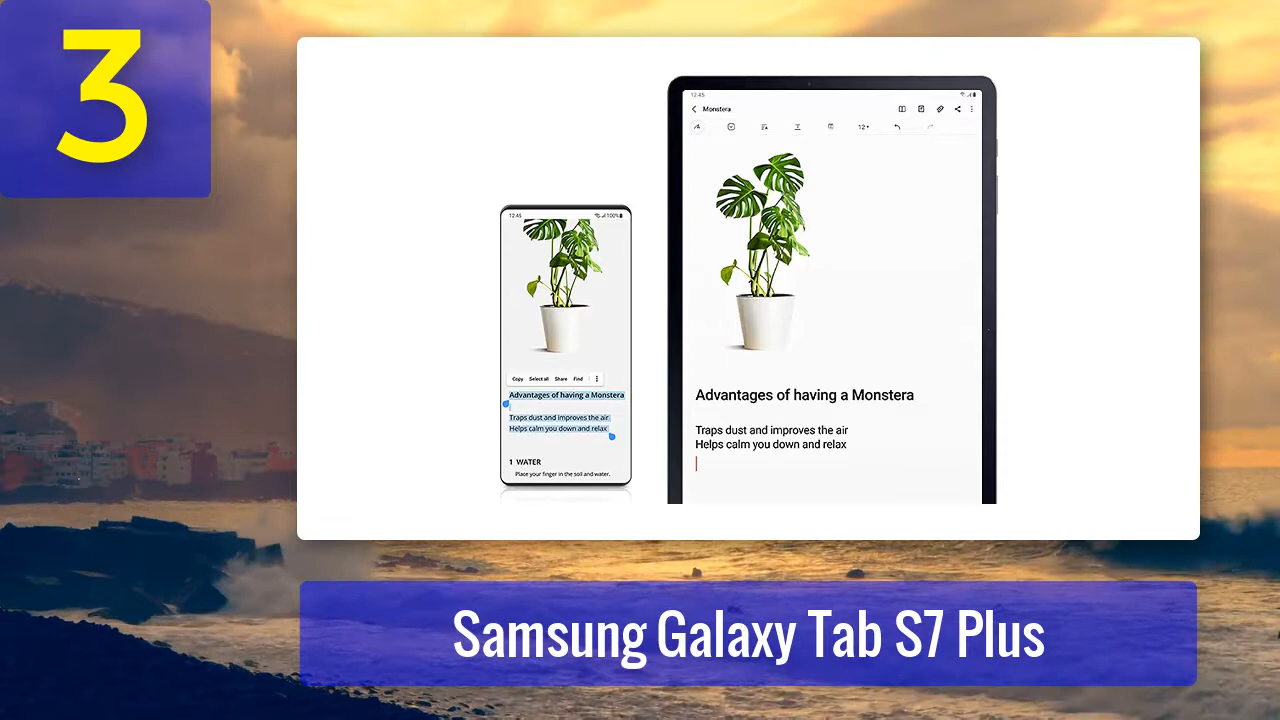 3
12:45
100%
Copy Select all Share Find
Advantages of having a Monstera
Traps dust and improves the air
Helps calm you down and relax
1 WATER
Place your finger in the soil and water.
12:45
Monstera
12
Advantages of having a Monstera
Traps dust and improves the air
Helps calm you down and relax
Samsung Galaxy Tab S7 Plus